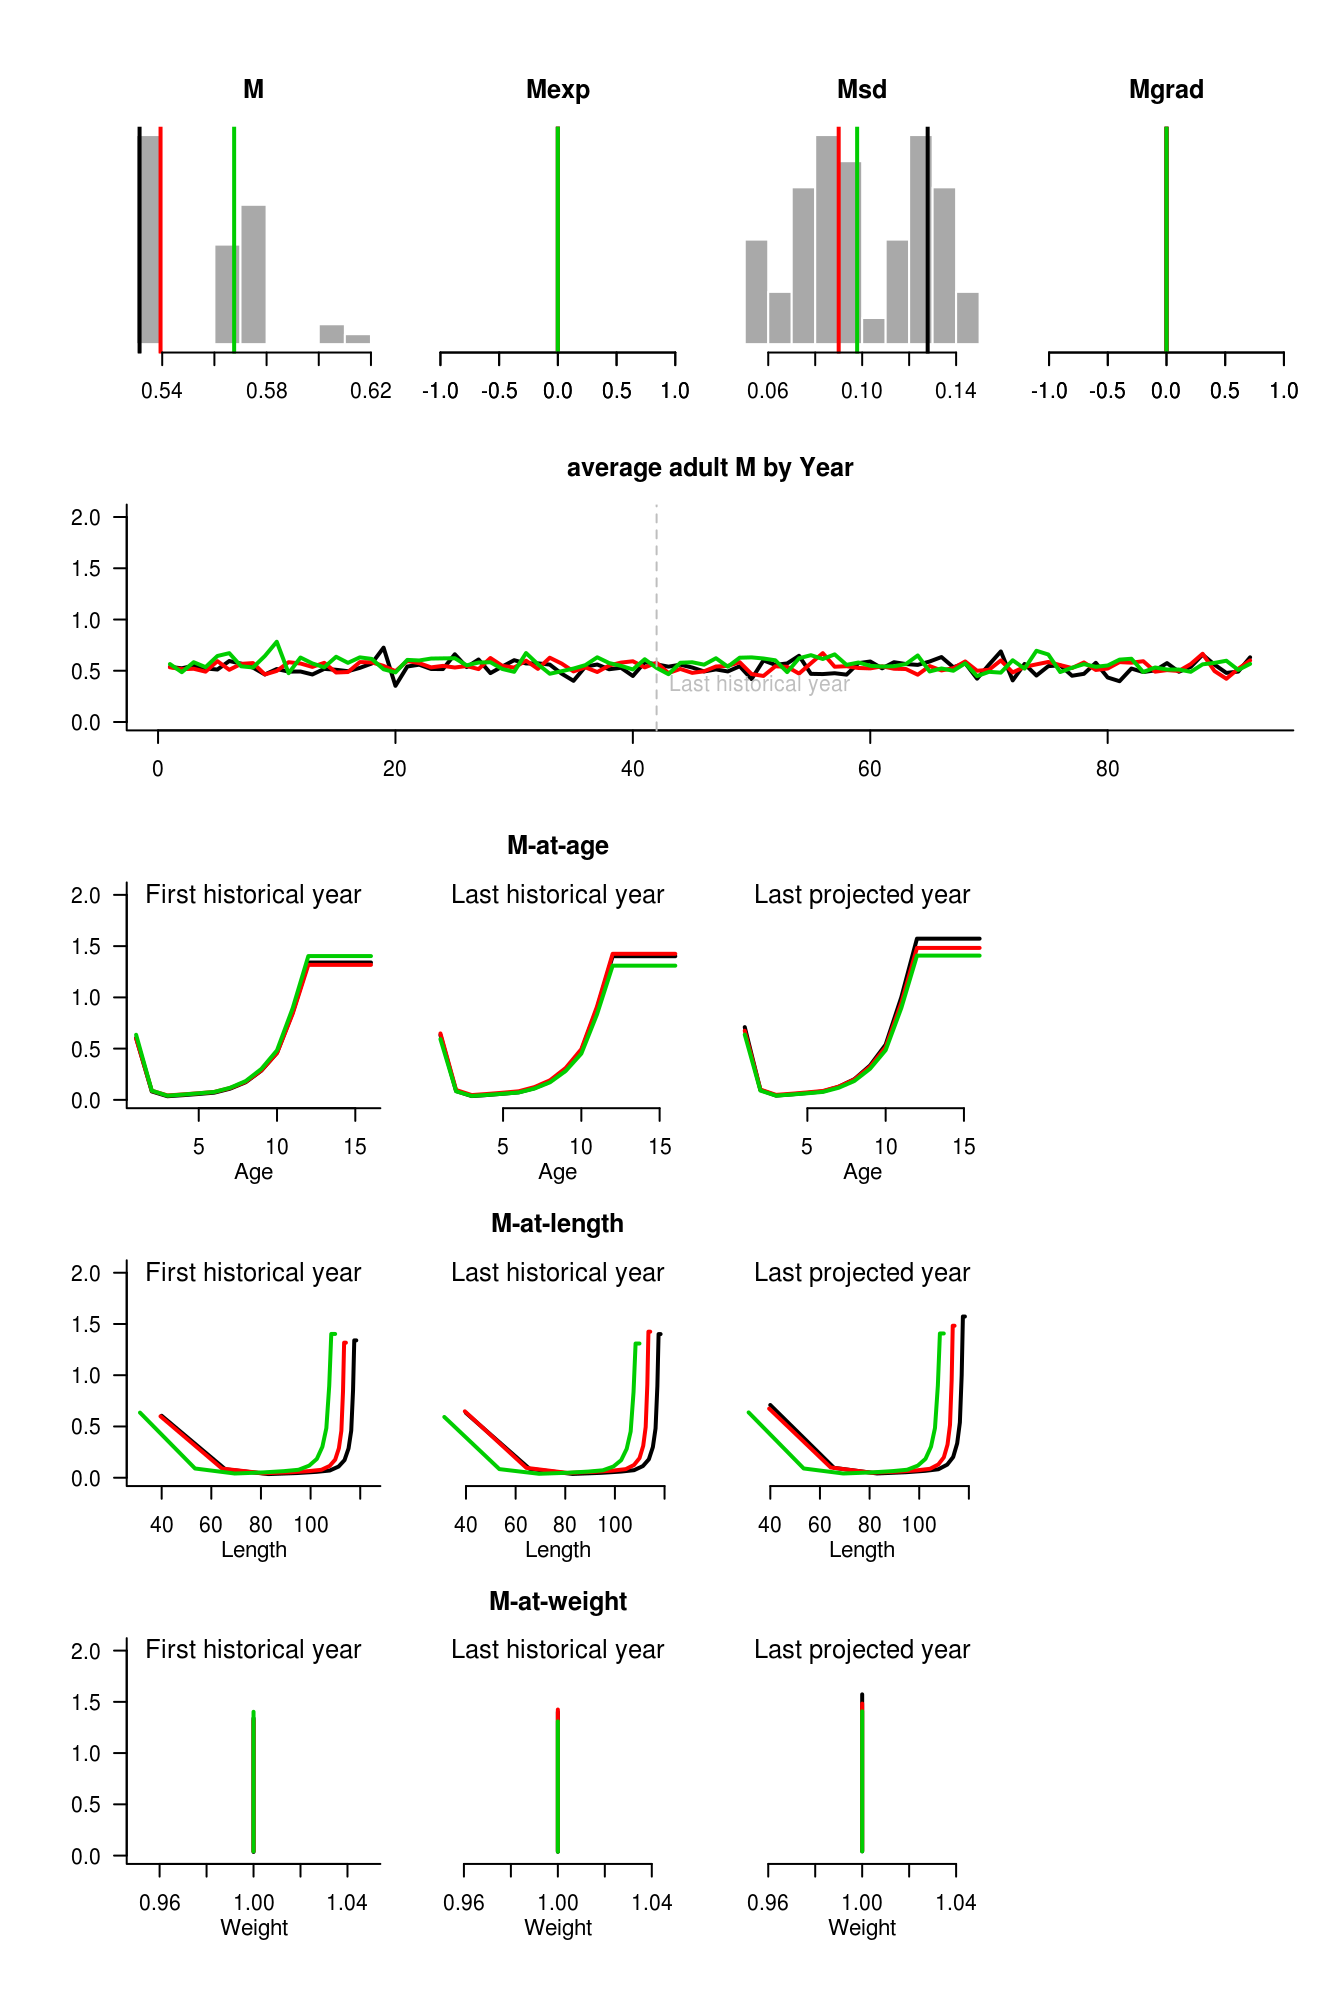 M Mexp Msd Mgrad
0.54 0.58 0.62 -1.0 -0.5 0.0 0.5 1.0 0.06 0.10 0.14 -1.0 -0.5 0.0 0.5 1.0
average adult M by Year
2.0
1.5
1.0
0.5
Last historical year
0.0
0 20 40 60 80
M-at-age
2.0 First historical year Last historical year Last projected year
1.5
1.0
0.5
0.0
5 10 15 5 10 15 5 10 15
Age Age Age
M-at-length
2.0 First historical year Last historical year Last projected year
1.5
1.0
0.5
0.0
40 60 80 100 40 60 80 100 40 60 80 100
Length Length Length
M-at-weight
2.0 First historical year Last historical year Last projected year
1.5
1.0
0.5
0.0
0.96 1.00 1.04 0.96 1.00 1.04 0.96 1.00 1.04
Weight Weight Weight